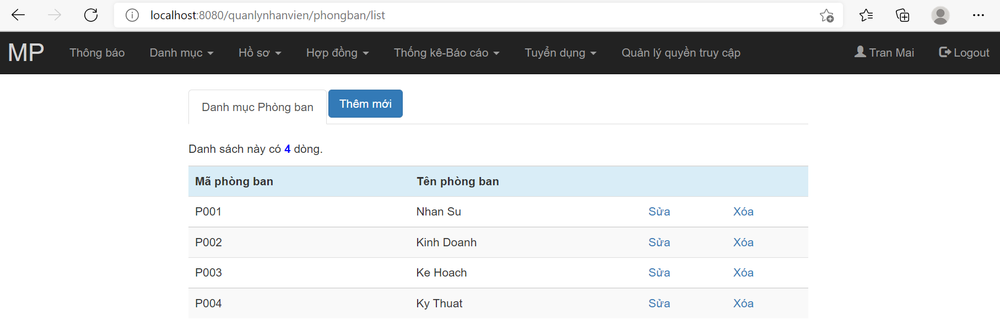 localhost:8080/quanlynhanvien/phongban/list
MP Thông báo Danh mục Hồ sơ Hợp đồng Thống kê-Báo cáo Tuyển dụng Quản lý quyền truy cập Tran Mai Logout
Danh mục Phòng ban Thêm mới
Danh sách này có 4 dòng.
Mã phòng ban Tên phòng ban
P001 Nhan Su Sửa Xóa
P002 Kinh Doanh Sửa Xóa
P003 Ke Hoach Sửa Xóa
P004 Ky Thuat Sửa Xóa